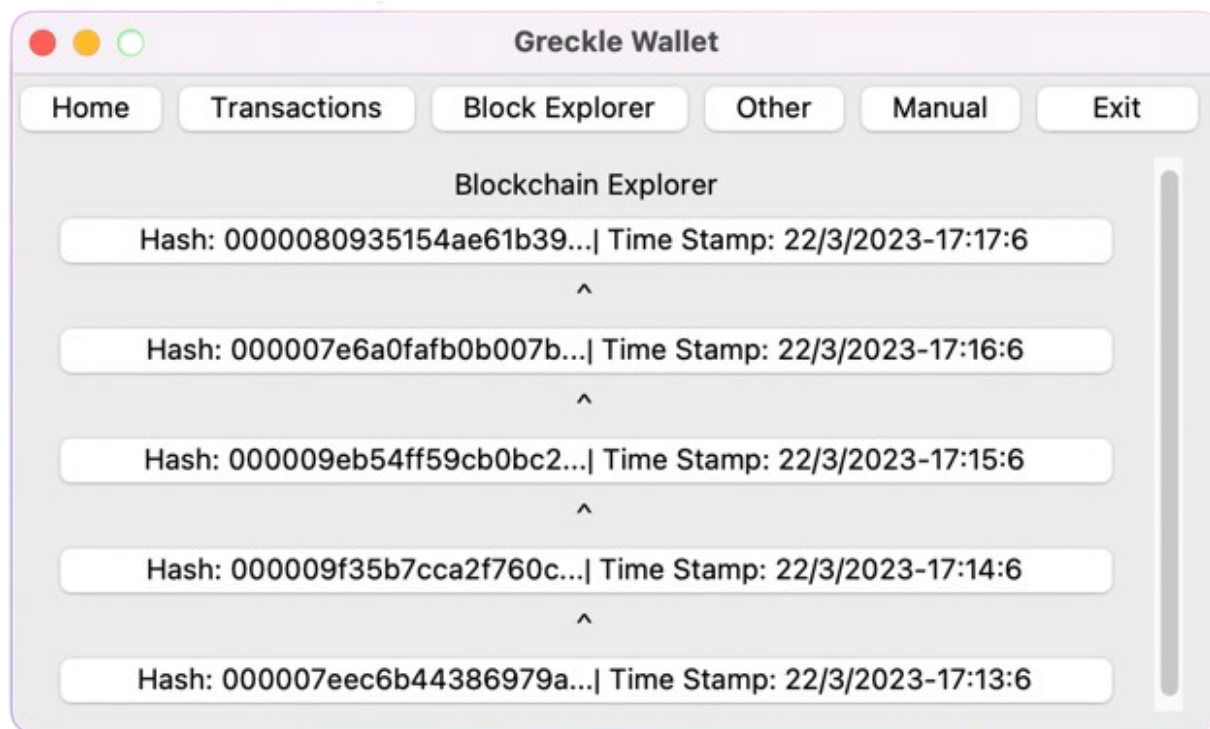 Greckle Wallet
Home Transactions Block Explorer Other Manual Exit
Blockchain Explorer
Hash: 0000080935154ae61b39...| Time Stamp: 22/3/2023-17:17:6
^
Hash: 000007e6a0fafb0b007b...| Time Stamp: 22/3/2023-17:16:6
^
Hash: 000009eb54ff59cb0bc2...| Time Stamp: 22/3/2023-17:15:6
^
Hash: 000009f35b7cca2f760c...| Time Stamp: 22/3/2023-17:14:6
^
Hash: 000007eec6b44386979a...| Time Stamp: 22/3/2023-17:13:6